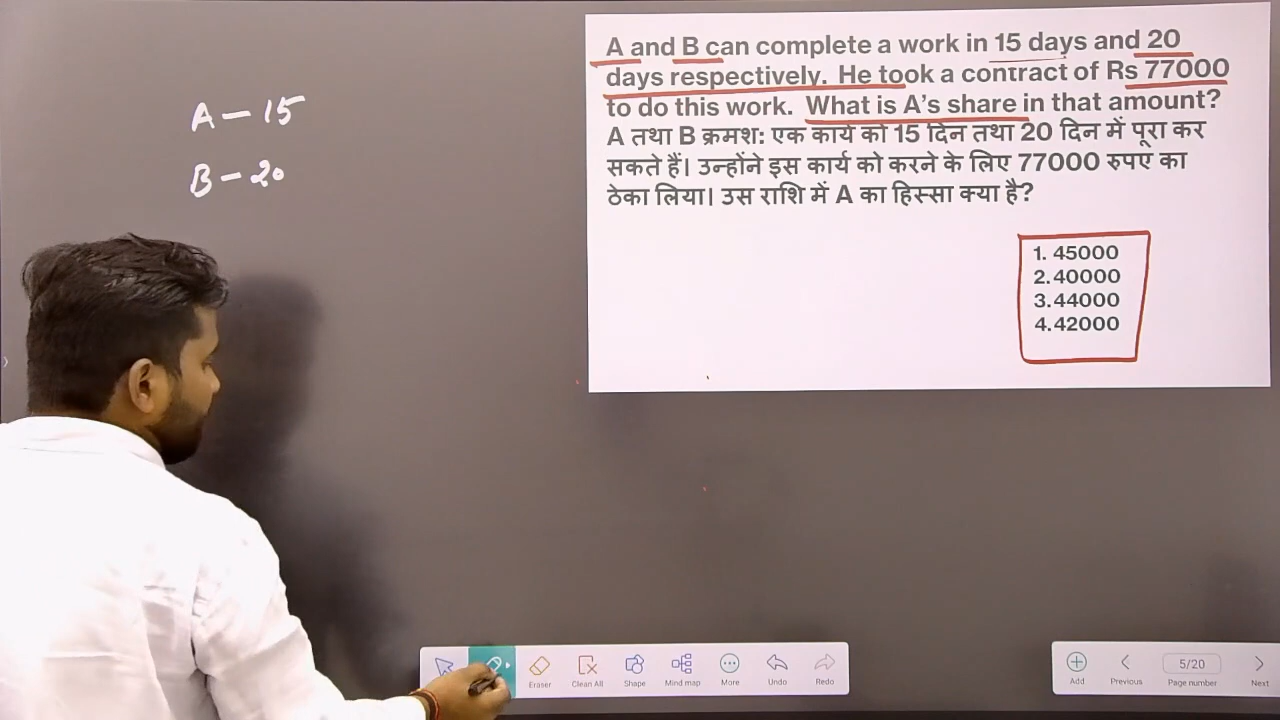 A and B can complete a work in 15 days and 20
days respectively. He took a contract of Rs 77000
to do this work. What is A's share in that amount?
A तथा B क्रमश: एक कार्य को 15 दिन तथा 20 दिन में पूरा कर
सकते हैं। उन्होंने इस कार्य को करने के लिए 77000 रुपए का
ठेका लिया। उस राशि में A का हिस्सा क्या है?
1. 45000
2. 40000
3. 44000
4. 42000
A - 15
B - 20
Eraser
Clean All
Shape
Mind map
More
Undo
Redo
Add
Previous
5/20
Page number
Next